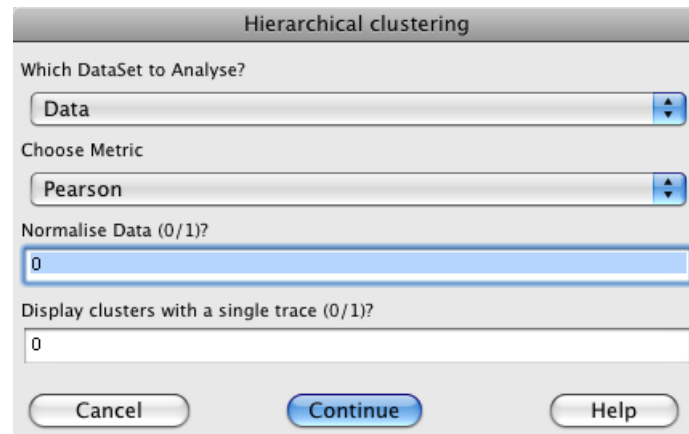 Hierarchical clustering
Which DataSet to Analyse?
Data
Choose Metric
Pearson
Normalise Data (0/1)?
0
Display clusters with a single trace (0/1)?
0
Cancel Continue Help